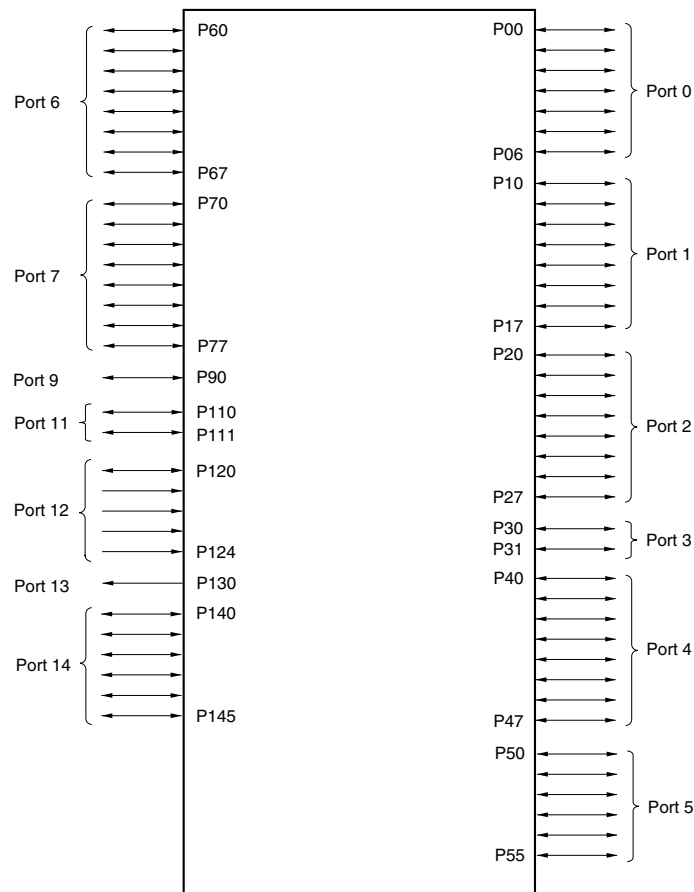 P60
Port 6
P67
P70
Port 7
P77
Port 9
P90
P110
Port 11
P111
P120
Port 12
P124
Port 13
P130
P140
Port 14
P145
P00
Port 0
P06
P10
Port 1
P17
P20
Port 2
P27
P30
Port 3
P31
P40
Port 4
P47
P50
Port 5
P55